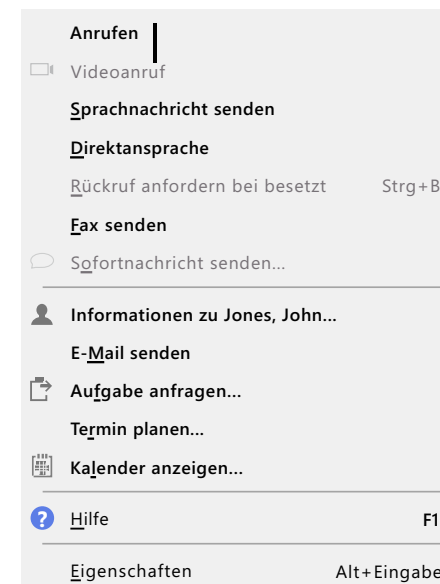 Anrufen
Videoanruf
Sprachnachricht senden
Direktansprache
Rückruf anfordern bei besetzt Strg+B
Fax senden
Sofortnachricht senden...
Informationen zu Jones, John...
E-Mail senden
Aufgabe anfragen...
Termin planen...
Kalender anzeigen...
Hilfe F1
Eigenschaften Alt+Eingabe